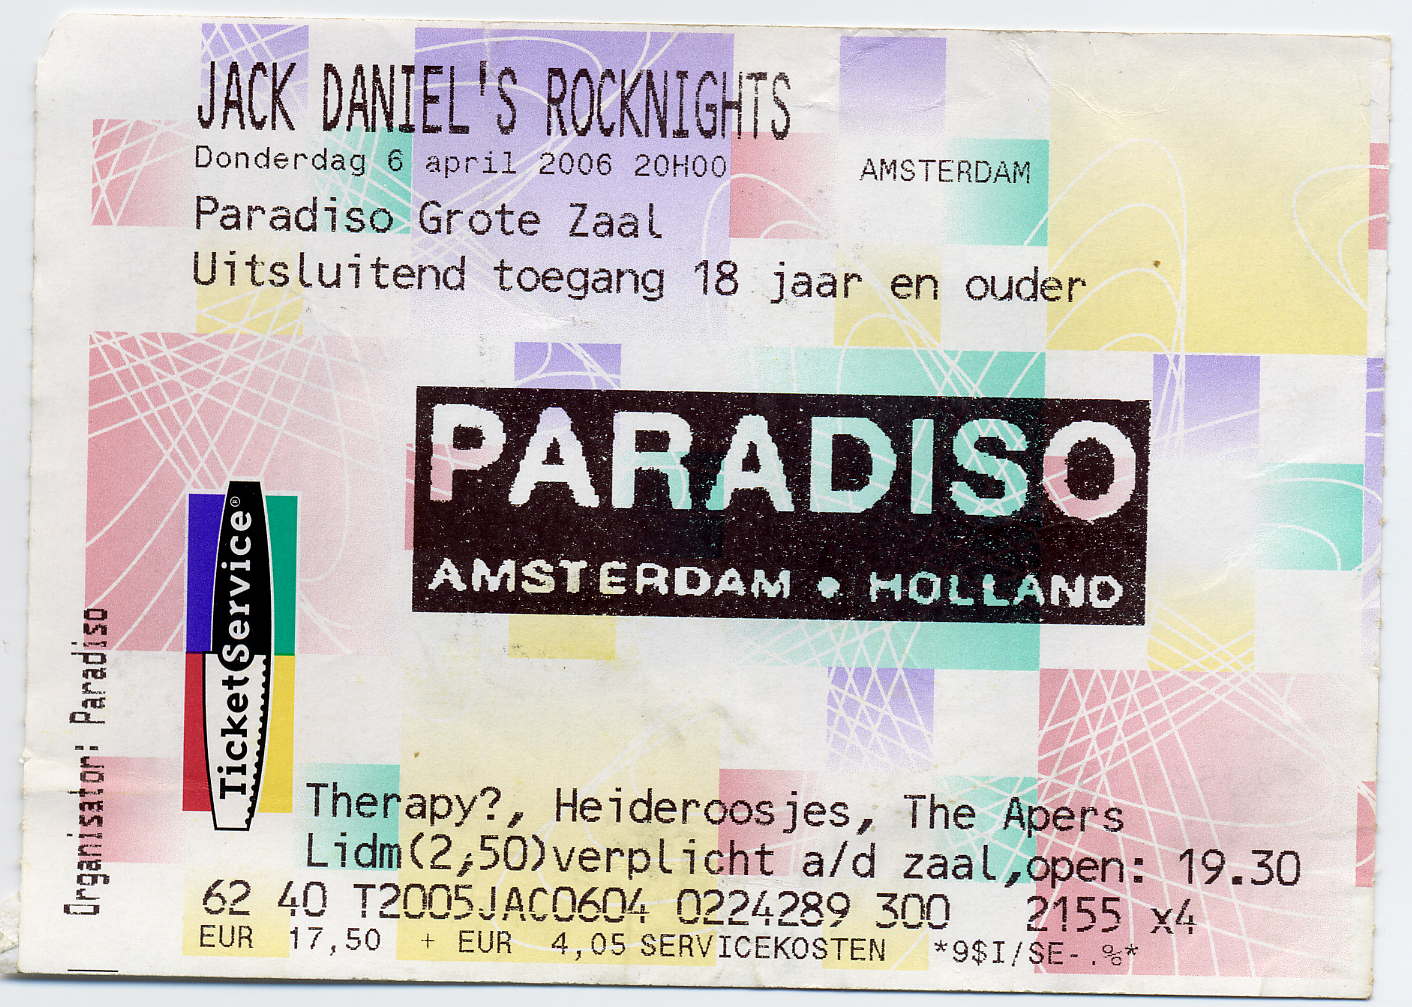 JACK DANIEL'S ROCKNIGHTS
Donderdag 6 april 2006 20H00
AMSTERDAM
Paradiso Grote Zaal
Uitsluitend toegang 18 jaar en ouder
PARADISO
AMSTERDAM • HOLLAND
TicketService®
Organisator: Paradiso
Therapy?, Heideroosjes, The Apers
Lidm(2,50)verplicht a/d zaal,open: 19.30
62 40 T2005JAC0604 0224289 300 2155 x4
EUR 17,50 + EUR 4,05 SERVICEKOSTEN *9$I/SE-.%*